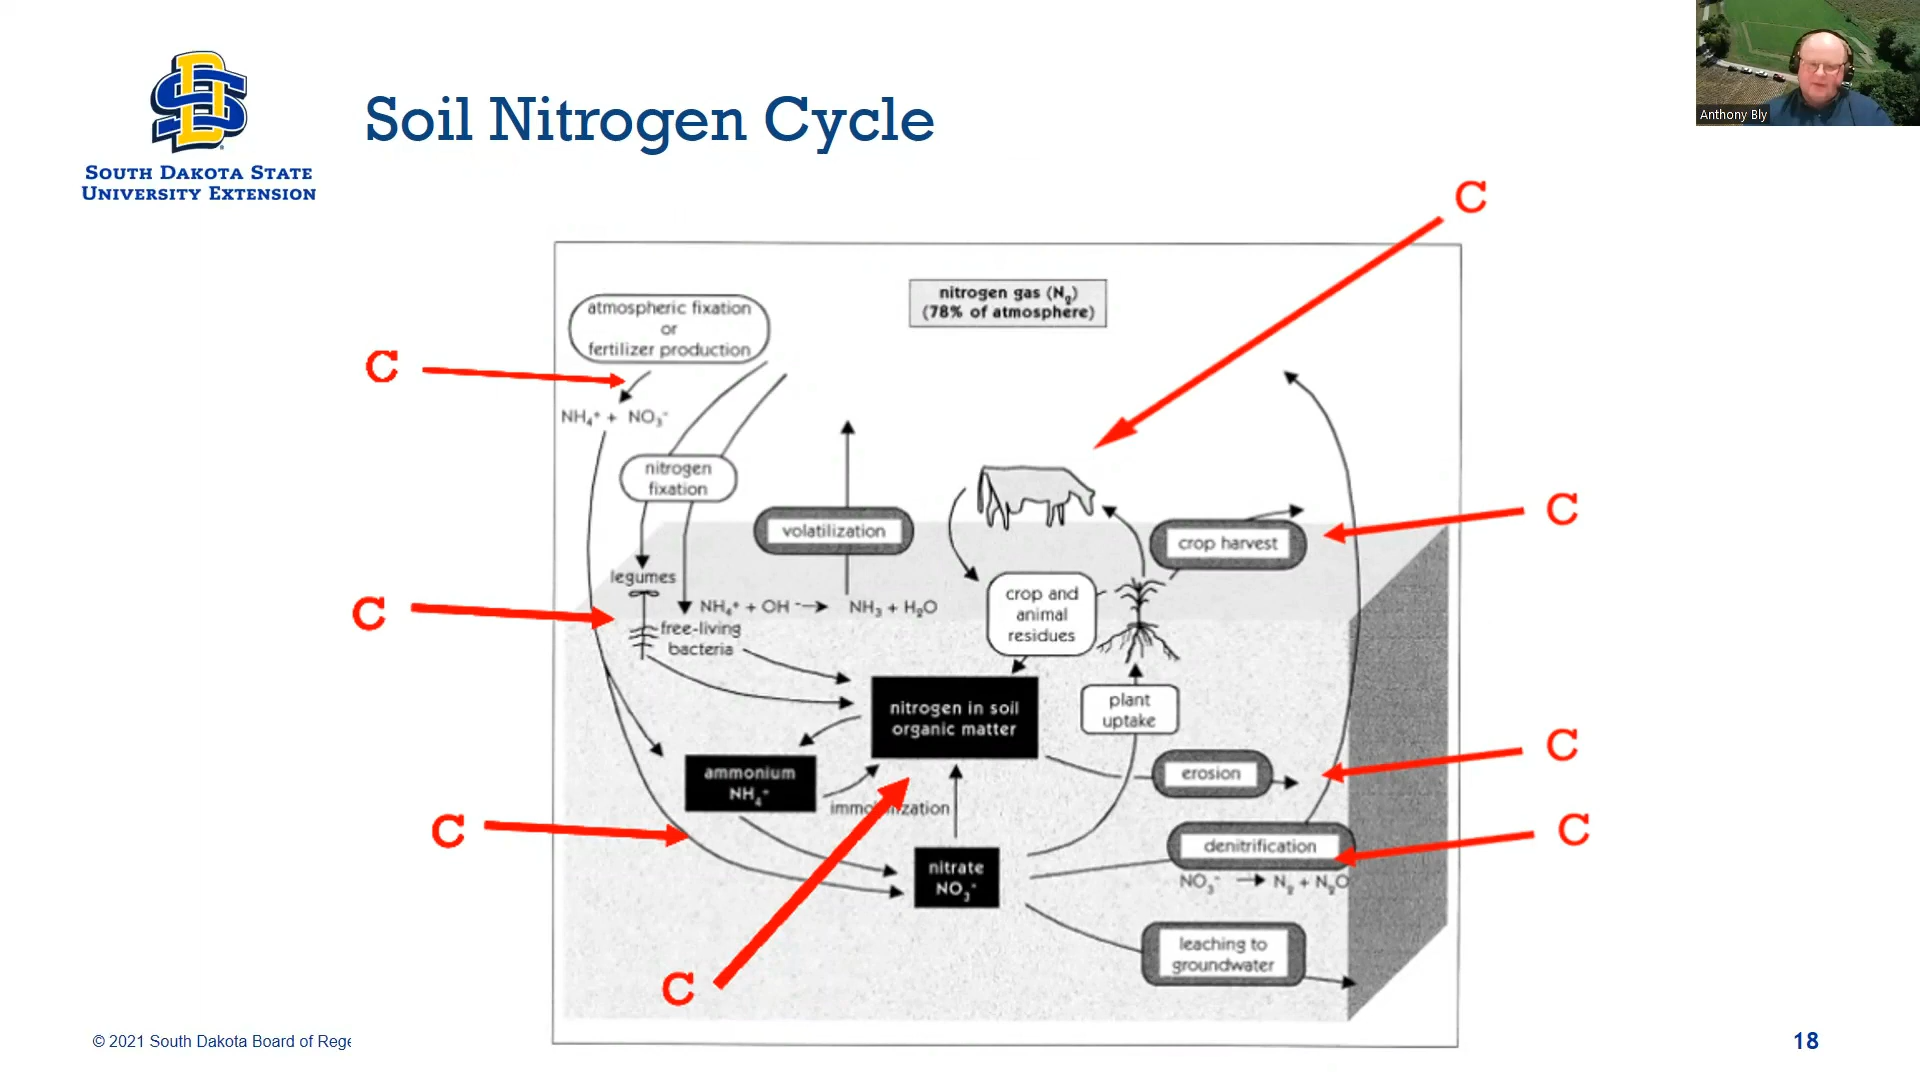 Anthony Bly
SOUTH DAKOTA STATE
UNIVERSITY EXTENSION
Soil Nitrogen Cycle
C
nitrogen gas (N₂)
(78% of atmosphere)
atmospheric fixation
or
fertilizer production
C
NH₄⁺ + NO₃⁻
nitrogen
fixation
volatilization
crop harvest
C
legumes
C
NH₄⁺ + OH⁻ → NH₃ + H₂O
free-living
bacteria
crop and
animal
residues
nitrogen in soil
organic matter
plant
uptake
C
erosion
ammonium
NH₄⁺
C
C
denitrification
NO₃⁻ → N₂ + N₂O
nitrate
NO₃⁻
leaching to
groundwater
C
© 2021 South Dakota Board of Rege
18